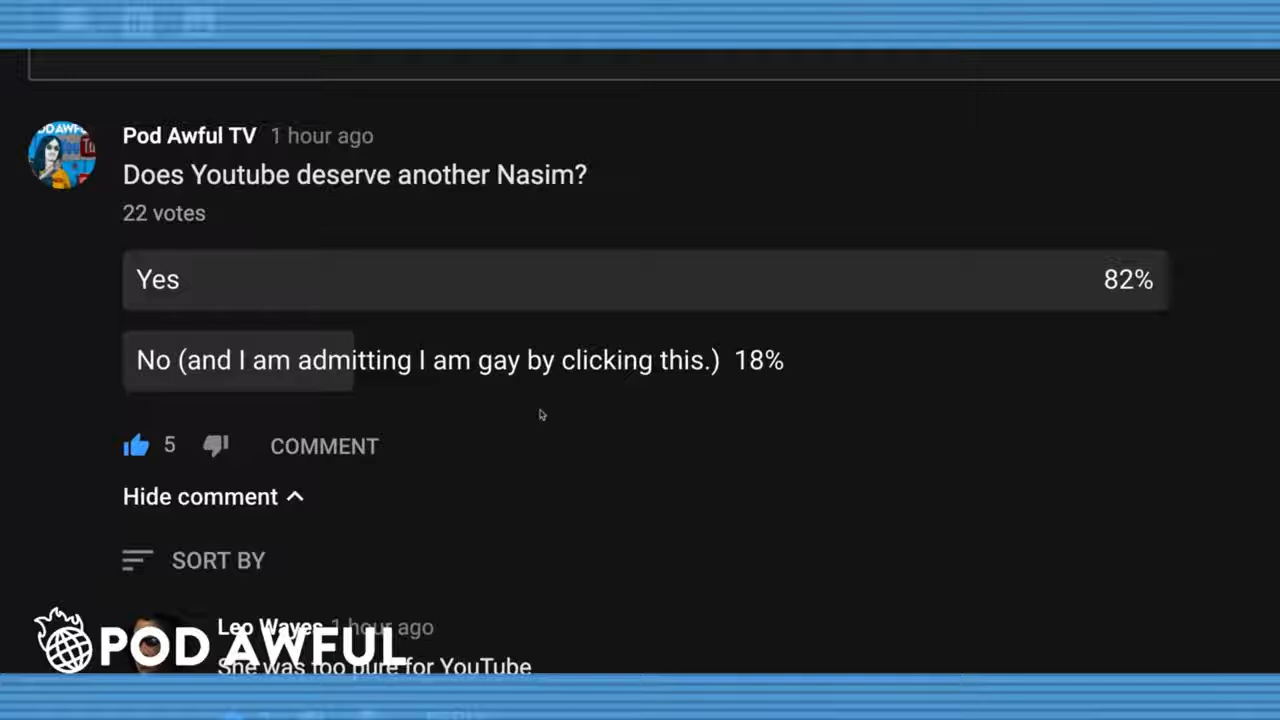 Pod Awful TV 1 hour ago
Does Youtube deserve another Nasim?
22 votes
Yes 82%
No (and I am admitting I am gay by clicking this.) 18%
5 COMMENT
Hide comment
SORT BY
Leo Wayes 1 hour ago
She was too pure for YouTube
POD AWFUL